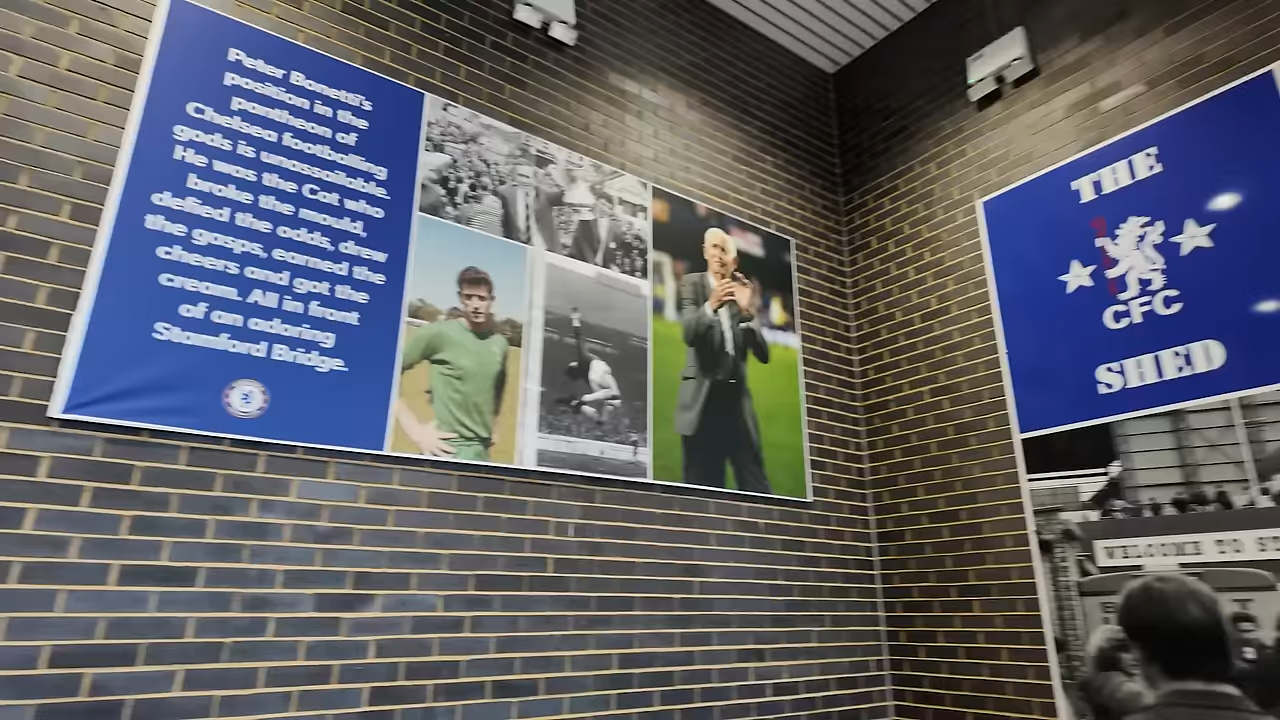 Peter Bonetti's
position in the
pantheon of
Chelsea footballing
gods is unassailable.
He was the Cat who
broke the mould,
defied the odds, drew
the gasps, earned the
cheers and got the
cream. All in front
of an adoring
Stamford Bridge.
THE
CFC
SHED
WELCOME TO ST